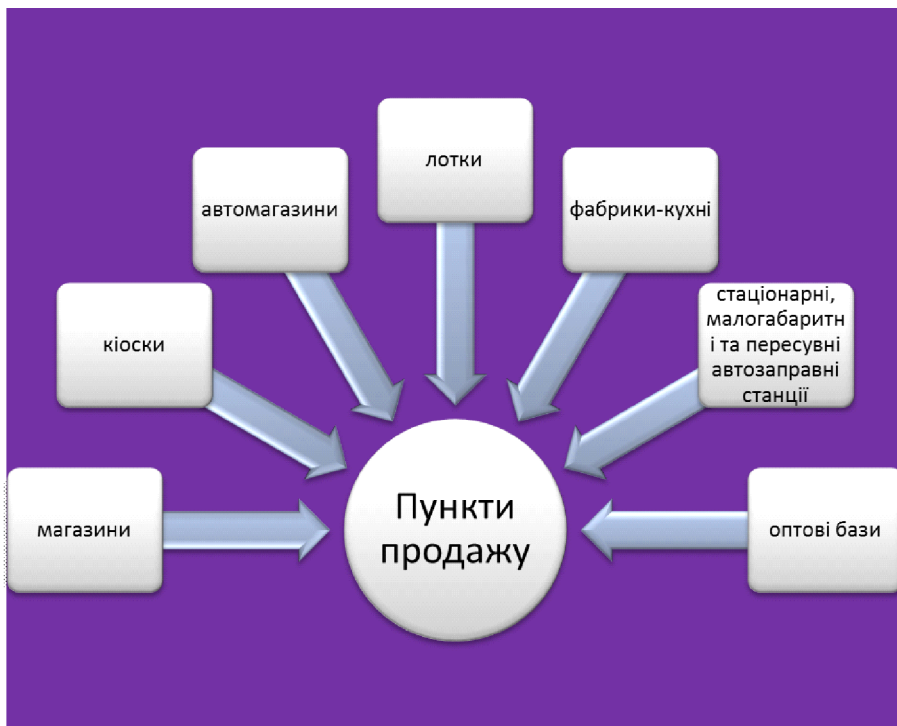 лотки
автомагазини
фабрики-кухні
кіоски
стаціонарні,
малогабаритн
і та пересувні
автозаправні
станції
магазини
Пункти
продажу
оптові бази